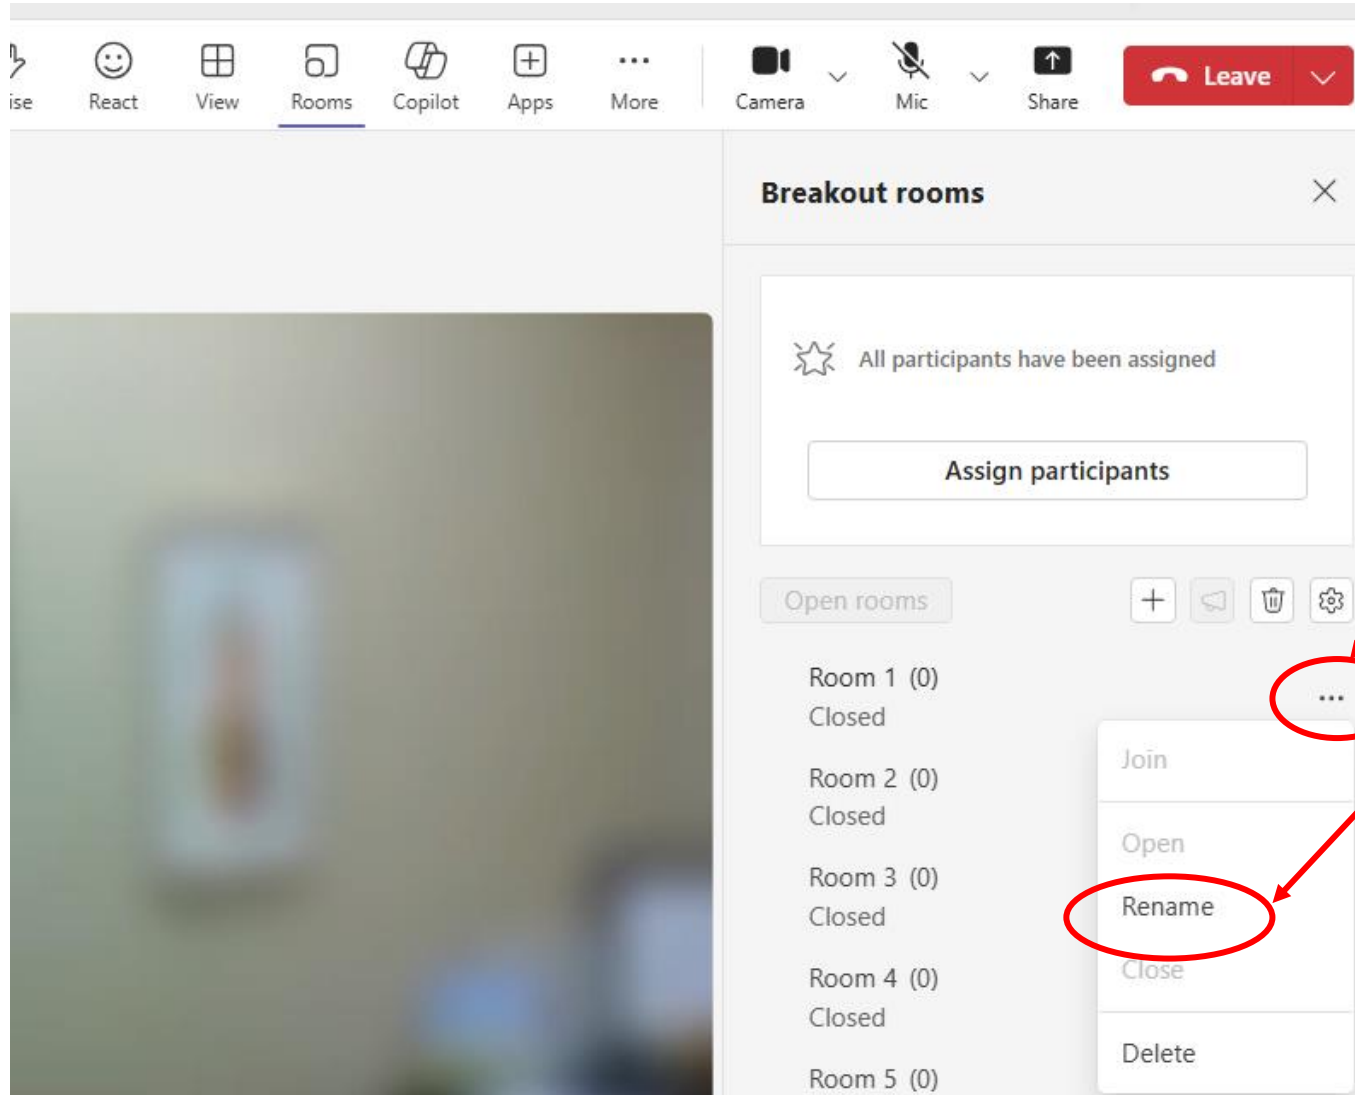 ise React View Rooms Copilot Apps More Camera Mic Share Leave
Breakout rooms
All participants have been assigned
Assign participants
Open rooms
Room 1 (0)
Closed
Room 2 (0)
Closed
Room 3 (0)
Closed
Room 4 (0)
Closed
Room 5 (0)
Join
Open
Rename
Close
Delete